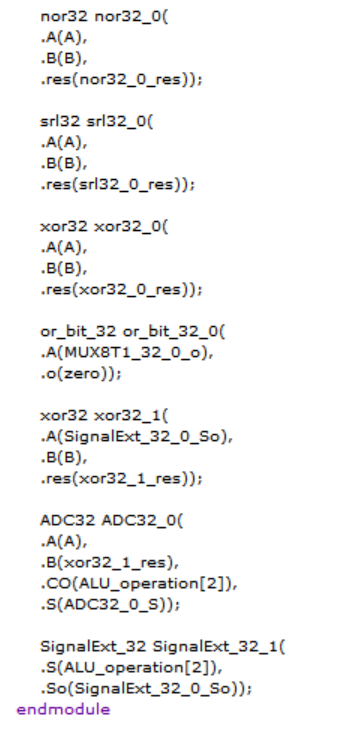 nor32 nor32_0(
.A(A),
.B(B),
.res(nor32_0_res));
srl32 srl32_0(
.A(A),
.B(B),
.res(srl32_0_res));
xor32 xor32_0(
.A(A),
.B(B),
.res(xor32_0_res));
or_bit_32 or_bit_32_0(
.A(MUX8T1_32_0_o),
.o(zero));
xor32 xor32_1(
.A(SignalExt_32_0_So),
.B(B),
.res(xor32_1_res));
ADC32 ADC32_0(
.A(A),
.B(xor32_1_res),
.CO(ALU_operation[2]),
.S(ADC32_0_S));
SignalExt_32 SignalExt_32_1(
.S(ALU_operation[2]),
.So(SignalExt_32_0_So));
endmodule